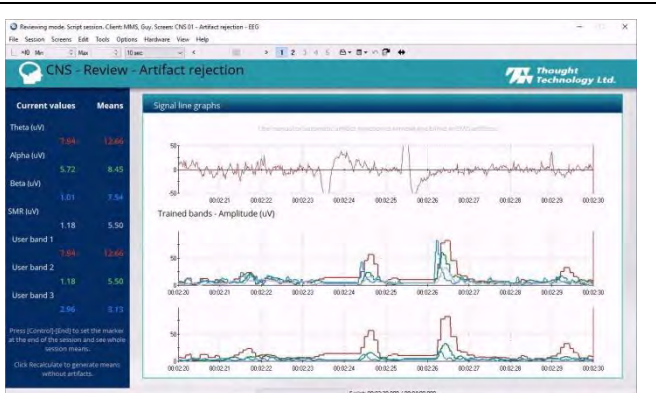 Reviewing mode. Script session. Client: MMS, Guy. Screen: CNS 01 - Artifact rejection - EEG
File Session Screens Edit Tools Options Hardware View Help
Min Max 10 sec 1 2 3 4 5
CNS - Review - Artifact rejection
Thought
Technology Ltd.
Current values Means
Signal line graphs
Theta (uV)
7.94 12.66
Alpha (uV)
5.72 8.45
Beta (uV)
1.01 7.54
SMR (uV)
1.18 5.50
User band 1
7.94 12.66
User band 2
1.18 5.50
User band 3
2.96 3.13
Press [Control]-[End] to set the marker
at the end of the session and see whole
session means.
Click Recalculate to generate means
without artifacts.
50
0
-50
00:02:21 00:02:22 00:02:23 00:02:24 00:02:25 00:02:26 00:02:27 00:02:28 00:02:29 00:02:30
Trained bands - Amplitude (uV)
50
0
00:02:20 00:02:21 00:02:22 00:02:23 00:02:24 00:02:25 00:02:26 00:02:27 00:02:28 00:02:29 00:02:30
50
0
00:02:20 00:02:21 00:02:22 00:02:23 00:02:24 00:02:25 00:02:26 00:02:27 00:02:28 00:02:29 00:02:30